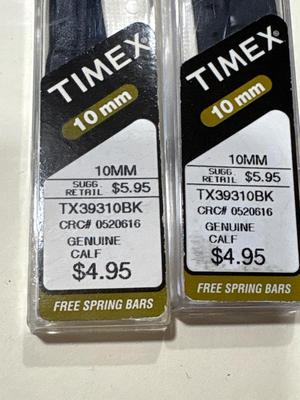 TIMEX
10 mm
10MM
SUGG.
RETAIL $5.95
TX39310BK
CRC# 0520616
GENUINE
CALF
$4.95
FREE SPRING BARS
TIMEX®
10 mm
10MM
SUGG.
RETAIL $5.95
TX39310BK
CRC# 0520616
GENUINE
CALF
$4.95
FREE SPRING BARS